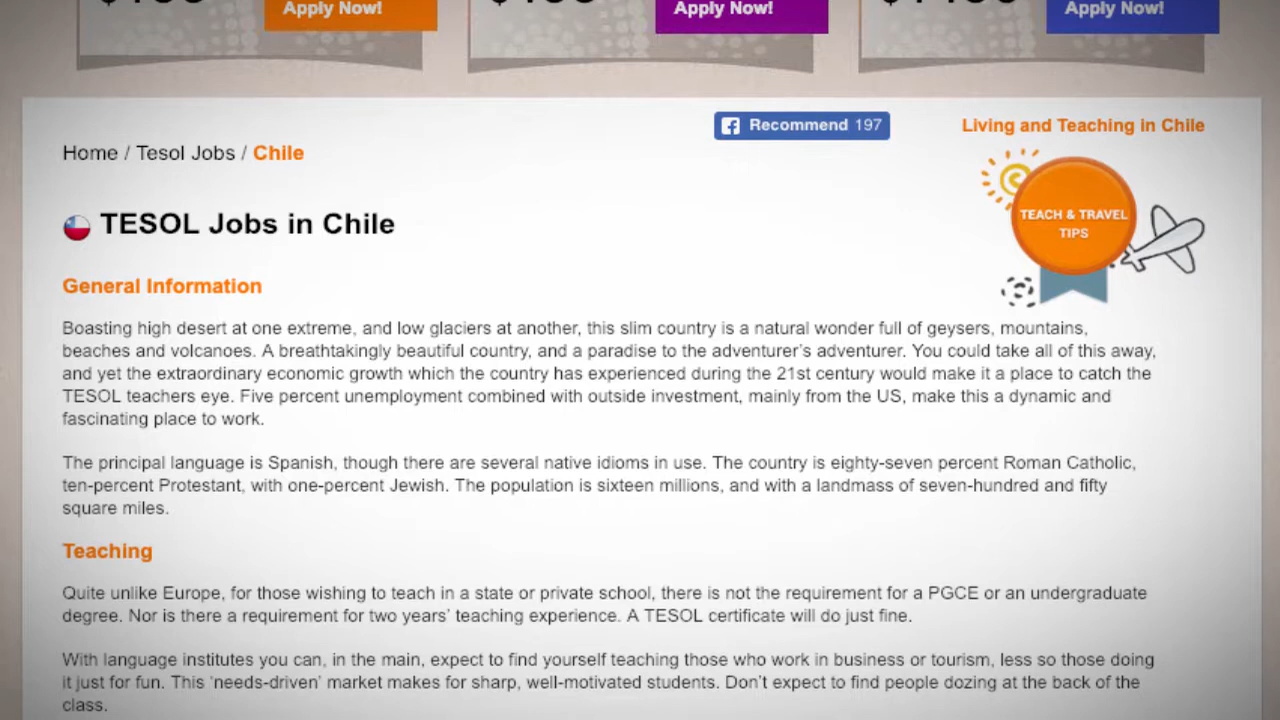 Apply Now!
Apply Now!
Apply Now!
Recommend 197
Living and Teaching in Chile
Home / Tesol Jobs / Chile
TEACH & TRAVEL
TIPS
TESOL Jobs in Chile
General Information
Boasting high desert at one extreme, and low glaciers at another, this slim country is a natural wonder full of geysers, mountains,
beaches and volcanoes. A breathtakingly beautiful country, and a paradise to the adventurer's adventurer. You could take all of this away,
and yet the extraordinary economic growth which the country has experienced during the 21st century would make it a place to catch the
TESOL teachers eye. Five percent unemployment combined with outside investment, mainly from the US, make this a dynamic and
fascinating place to work.
The principal language is Spanish, though there are several native idioms in use. The country is eighty-seven percent Roman Catholic,
ten-percent Protestant, with one-percent Jewish. The population is sixteen millions, and with a landmass of seven-hundred and fifty
square miles.
Teaching
Quite unlike Europe, for those wishing to teach in a state or private school, there is not the requirement for a PGCE or an undergraduate
degree. Nor is there a requirement for two years' teaching experience. A TESOL certificate will do just fine.
With language institutes you can, in the main, expect to find yourself teaching those who work in business or tourism, less so those doing
it just for fun. This 'needs-driven' market makes for sharp, well-motivated students. Don't expect to find people dozing at the back of the
class.